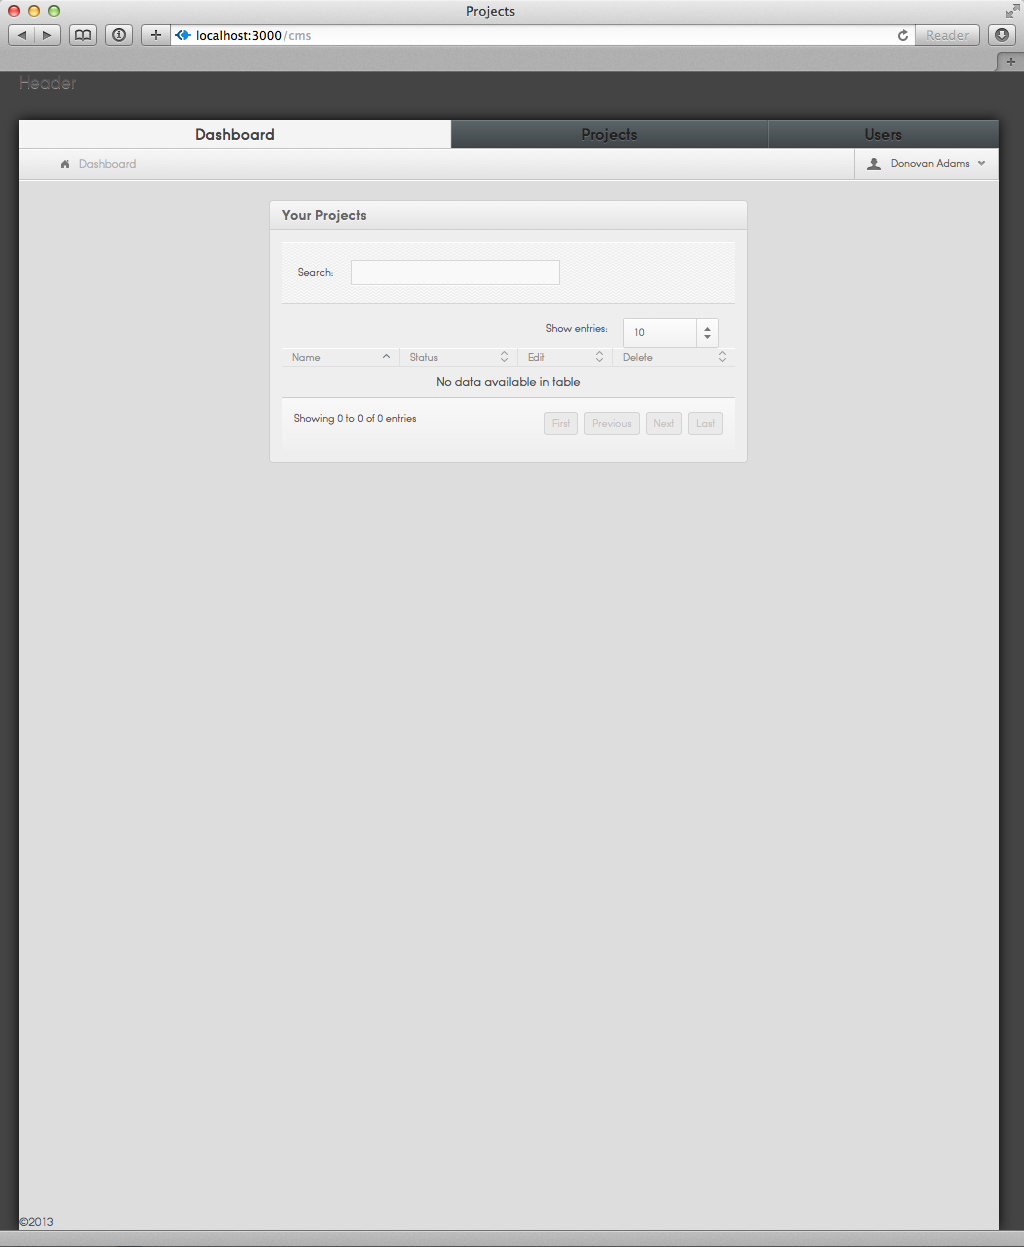 Projects
localhost:3000/cms
Reader
Header
Dashboard Projects Users
Dashboard Donovan Adams
Your Projects
Search:
Show entries: 10
Name Status Edit Delete
No data available in table
Showing 0 to 0 of 0 entries First Previous Next Last
©2013